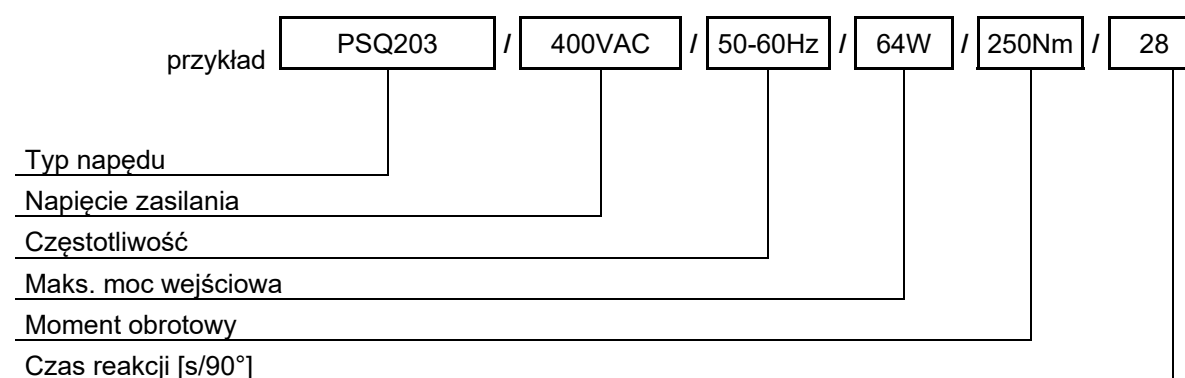 przykład PSQ203 / 400VAC / 50-60Hz / 64W / 250Nm / 28
Typ napędu
Napięcie zasilania
Częstotliwość
Maks. moc wejściowa
Moment obrotowy
Czas reakcji [s/90°]